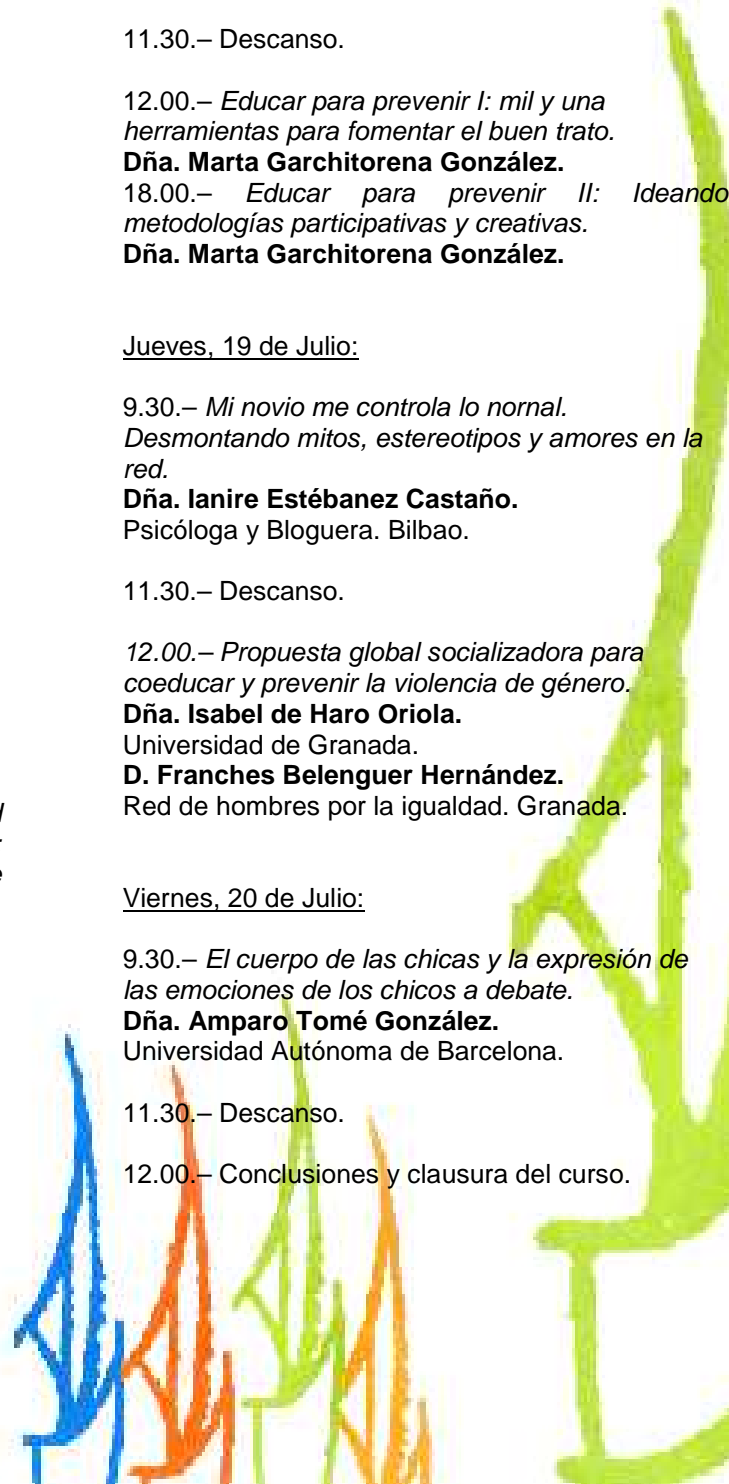 11.30.– Descanso.
12.00.– Educar para prevenir I: mil y una
herramientas para fomentar el buen trato.
Dña. Marta Garchitorena González.
18.00.– Educar para prevenir II: Ideando
metodologías participativas y creativas.
Dña. Marta Garchitorena González.
Jueves, 19 de Julio:
9.30.– Mi novio me controla lo nornal.
Desmontando mitos, estereotipos y amores en la
red.
Dña. Ianire Estébanez Castaño.
Psicóloga y Bloguera. Bilbao.
11.30.– Descanso.
12.00.– Propuesta global socializadora para
coeducar y prevenir la violencia de género.
Dña. Isabel de Haro Oriola.
Universidad de Granada.
D. Franches Belenguer Hernández.
Red de hombres por la igualdad. Granada.
Viernes, 20 de Julio:
9.30.– El cuerpo de las chicas y la expresión de
las emociones de los chicos a debate.
Dña. Amparo Tomé González.
Universidad Autónoma de Barcelona.
11.30.– Descanso.
12.00.– Conclusiones y clausura del curso.